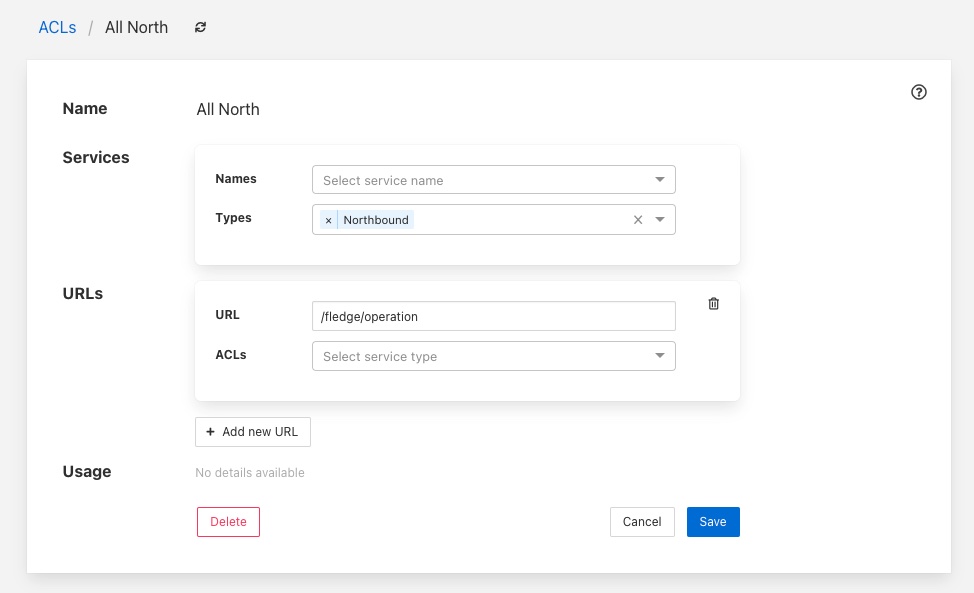 ACLs / All North
Name
All North
Services
Names
Select service name
Types
× Northbound
URLs
URL
/fledge/operation
ACLs
Select service type
+ Add new URL
Usage
No details available
Delete
Cancel
Save